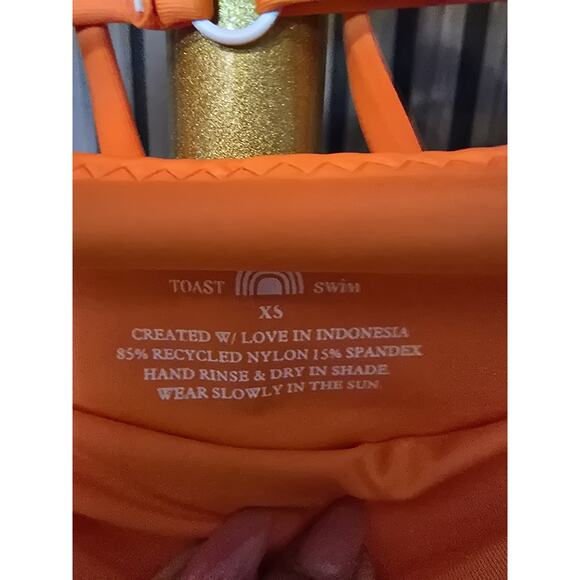 TOAST swim
XS
CREATED W/ LOVE IN INDONESIA
85% RECYCLED NYLON 15% SPANDEX
HAND RINSE & DRY IN SHADE.
WEAR SLOWLY IN THE SUN.